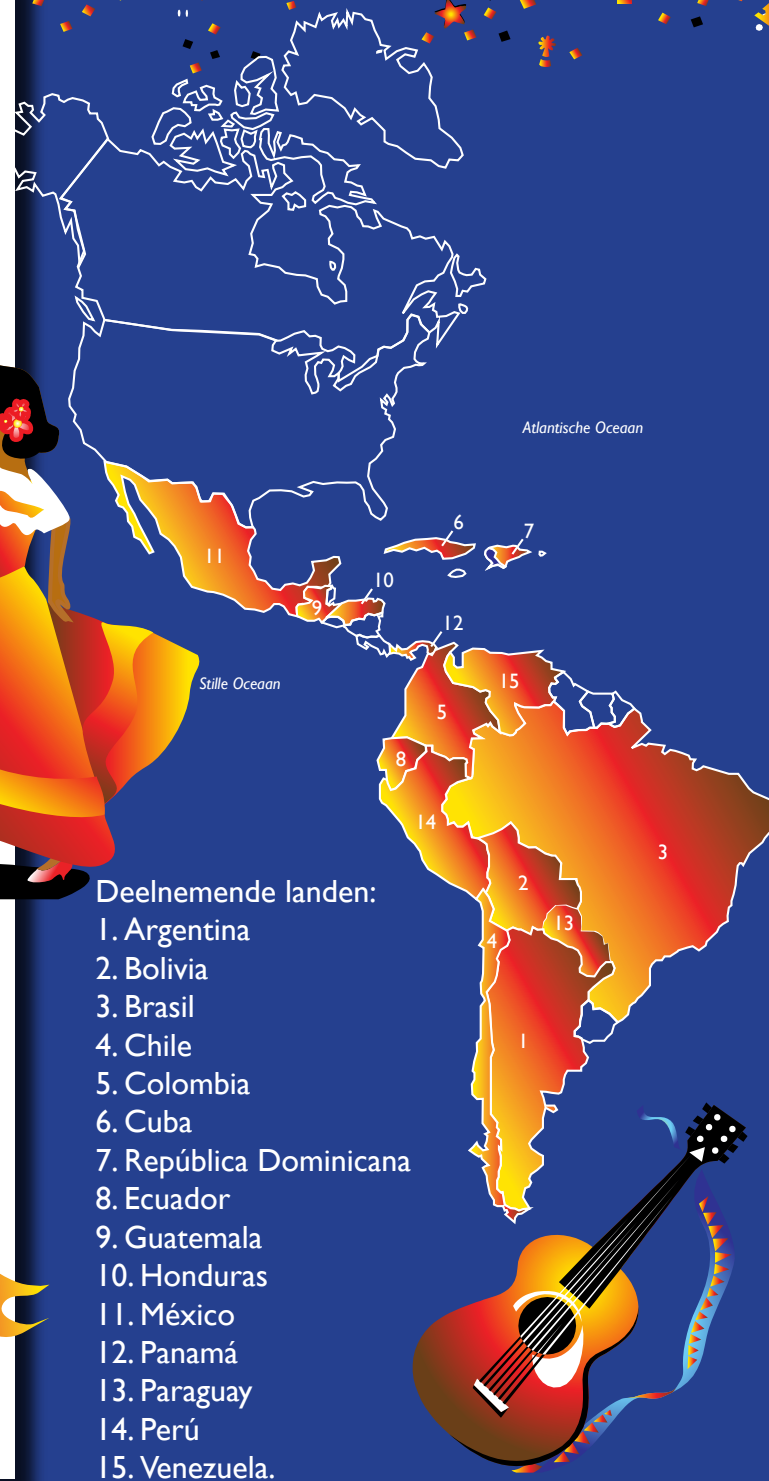 Atlantische Oceaan
6
7
11
10
9
12
Stille Oceaan
15
5
8
14
3
2
13
4
1
Deelnemende landen:
1. Argentina
2. Bolivia
3. Brasil
4. Chile
5. Colombia
6. Cuba
7. República Dominicana
8. Ecuador
9. Guatemala
10. Honduras
11. México
12. Panamá
13. Paraguay
14. Perú
15. Venezuela.